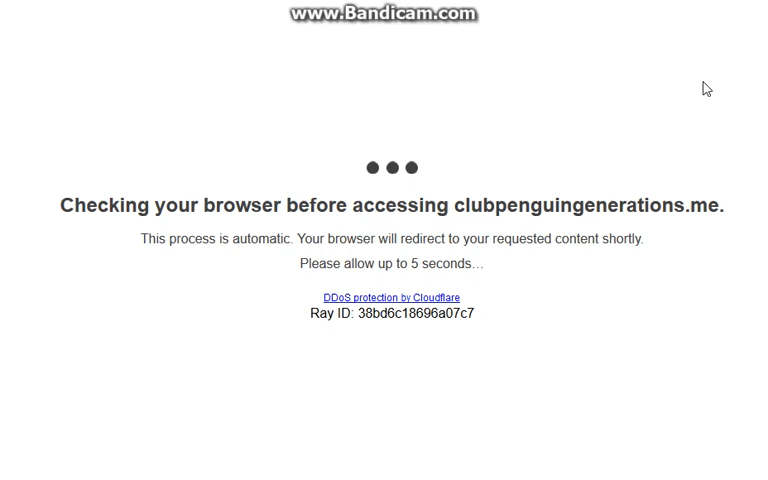 www.Bandicam.com
Checking your browser before accessing clubpenguingenerations.me.
This process is automatic. Your browser will redirect to your requested content shortly.
Please allow up to 5 seconds…
DDoS protection by Cloudflare
Ray ID: 38bd6c18696a07c7